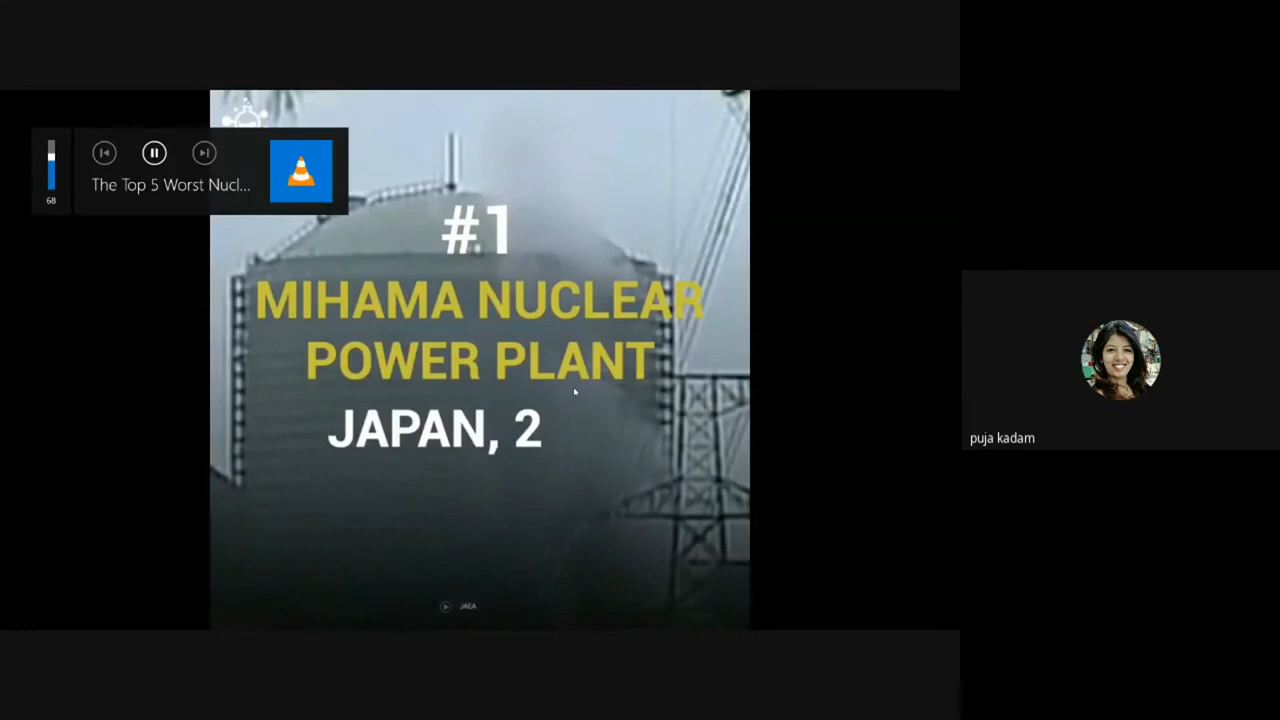 The Top 5 Worst Nucl...
68
#1
MIHAMA NUCLEAR
POWER PLANT
JAPAN, 2
JAEA
puja kadam